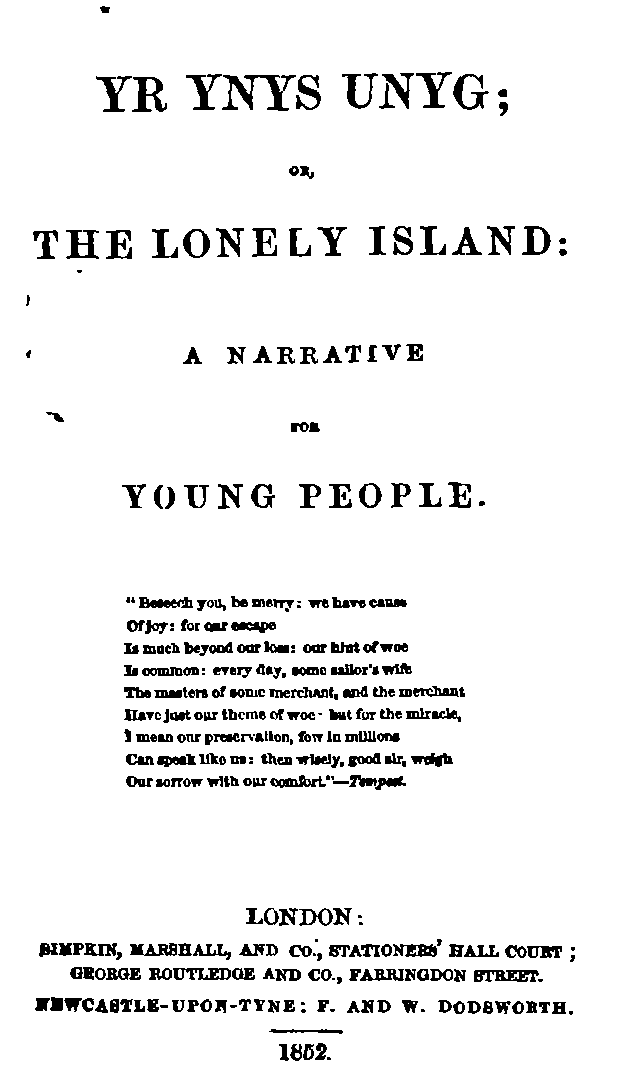 YR YNYS UNYG;
OR,
THE LONELY ISLAND:
A NARRATIVE
FOR
YOUNG PEOPLE.
"Beseech you, be merry: we have cause
Of joy: for our escape
Is much beyond our loss: our hint of woe
Is common: every day, some sailor's wife
The masters of some merchant, and the merchant
Have just our theme of woe - but for the miracle,
I mean our preservation, few in millions
Can speak like us: then wisely, good sir, weigh
Our sorrow with our comfort."—Tempest.
LONDON:
SIMPKIN, MARSHALL, AND CO., STATIONERS' HALL COURT;
GEORGE ROUTLEDGE AND CO., FARRINGDON STREET.
NEWCASTLE-UPON-TYNE: F. AND W. DODSWORTH.
1852.